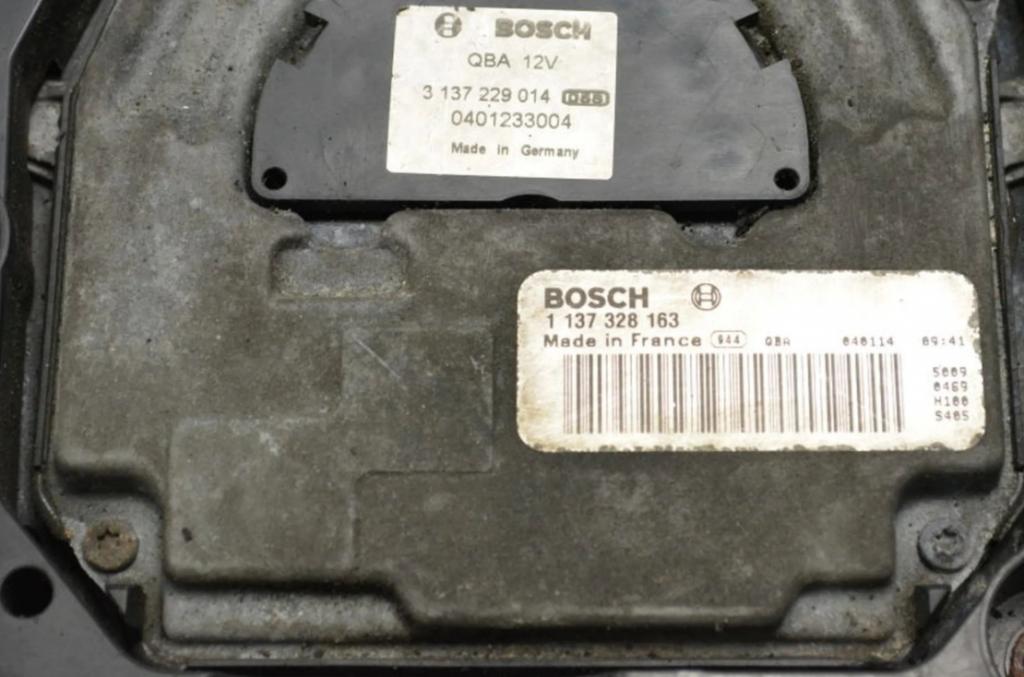 BOSCH
QBA 12V
3 137 229 014
0401233004
Made in Germany
BOSCH
1 137 328 163
Made in France 944 QBA 040114 09:41
5009
0469
H100
S405